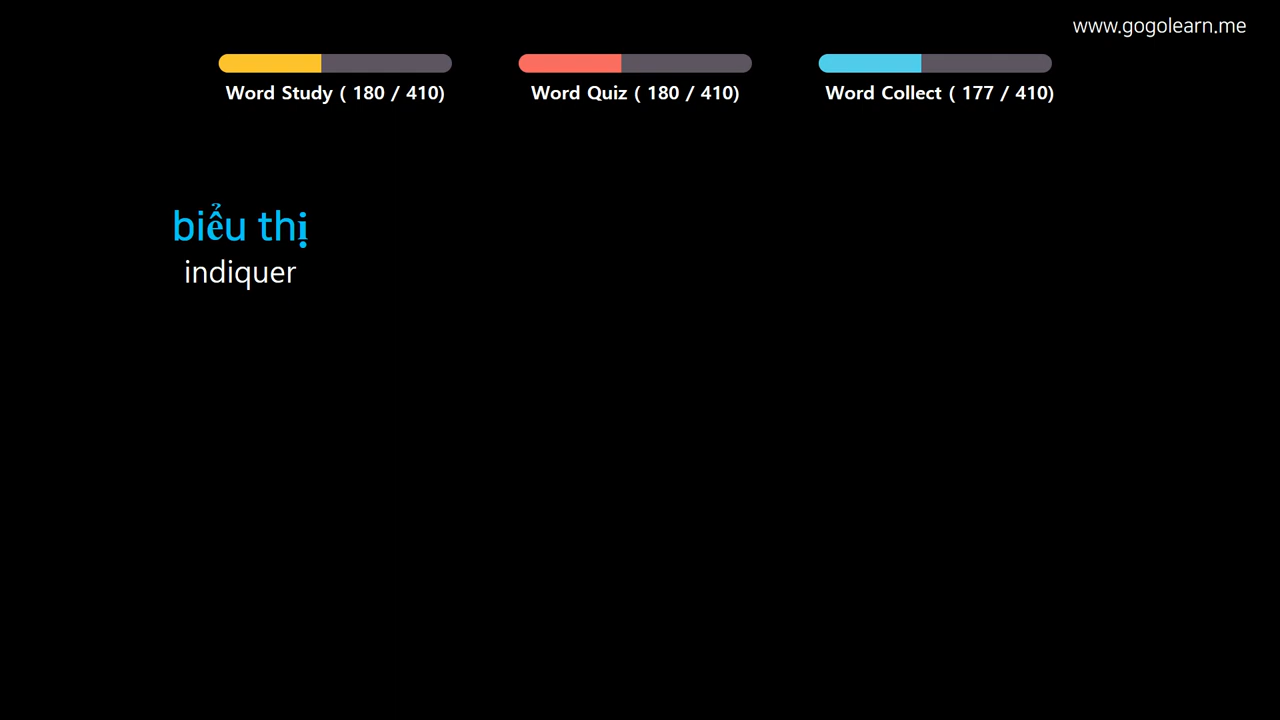 www.gogolearn.me
Word Study ( 180 / 410)
Word Quiz ( 180 / 410)
Word Collect ( 177 / 410)
biểu thị
indiquer